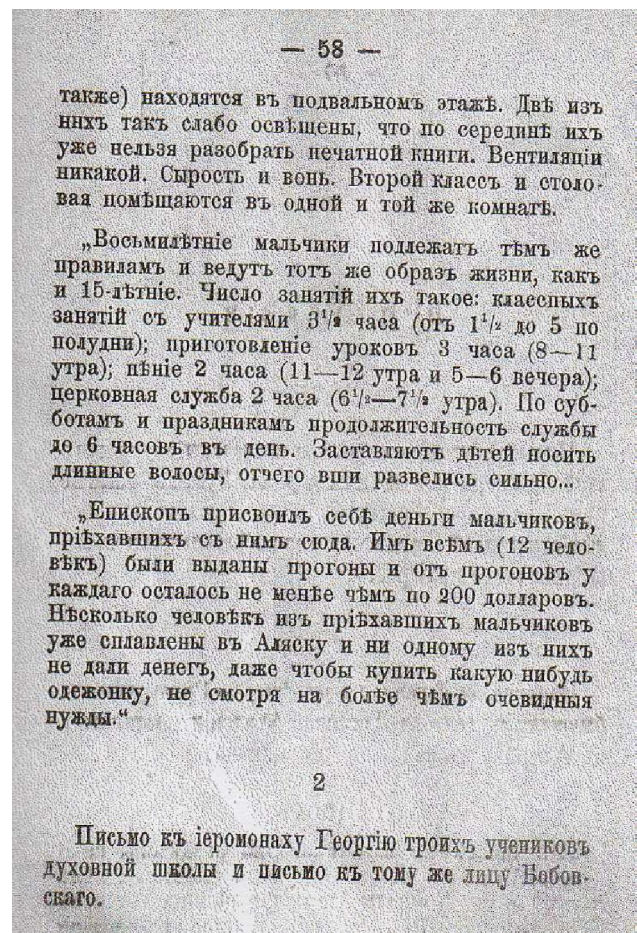 — 58 —
также) находятся въ подвальномъ этажѣ. Двѣ изъ
нихъ такъ слабо освѣщены, что по серединѣ ихъ
уже нельзя разобрать печатной книги. Вентиляціи
никакой. Сырость и вонь. Второй классъ и столо-
вая помѣщаются въ одной и той же комнатѣ.
„Восьмилѣтніе мальчики подлежатъ тѣмъ же
правиламъ и ведутъ тотъ же образъ жизни, какъ
и 15-лѣтніе. Число занятій ихъ такое: классныхъ
занятій съ учителями 3¹/₂ часа (отъ 1¹/₂ до 5 по
полудни); приготовленіе уроковъ 3 часа (8—11
утра); пѣніе 2 часа (11—12 утра и 5—6 вечера);
церковная служба 2 часа (6¹/₂—7¹/₂ утра). По суб-
ботамъ и праздникамъ продолжительность службы
до 6 часовъ въ день. Заставляютъ дѣтей носить
длинные волосы, отчего вши развелись сильно...
„Епископъ присвоилъ себѣ деньги мальчиковъ,
пріѣхавшихъ съ нимъ сюда. Имъ всѣмъ (12 чело-
вѣкъ) были выданы прогоны и отъ прогоновъ у
каждаго осталось не менѣе чѣмъ по 200 долларовъ.
Нѣсколько человѣкъ изъ пріѣхавшихъ мальчиковъ
уже сплавлены въ Аляску и ни одному изъ нихъ
не дали денегъ, даже чтобы купить какую нибудь
одежонку, не смотря на болѣе чѣмъ очевидныя
нужды.“
2
Письмо къ іеромонаху Георгію троихъ учениковъ
духовной школы и письмо къ тому же лицу Бобов-
скаго.